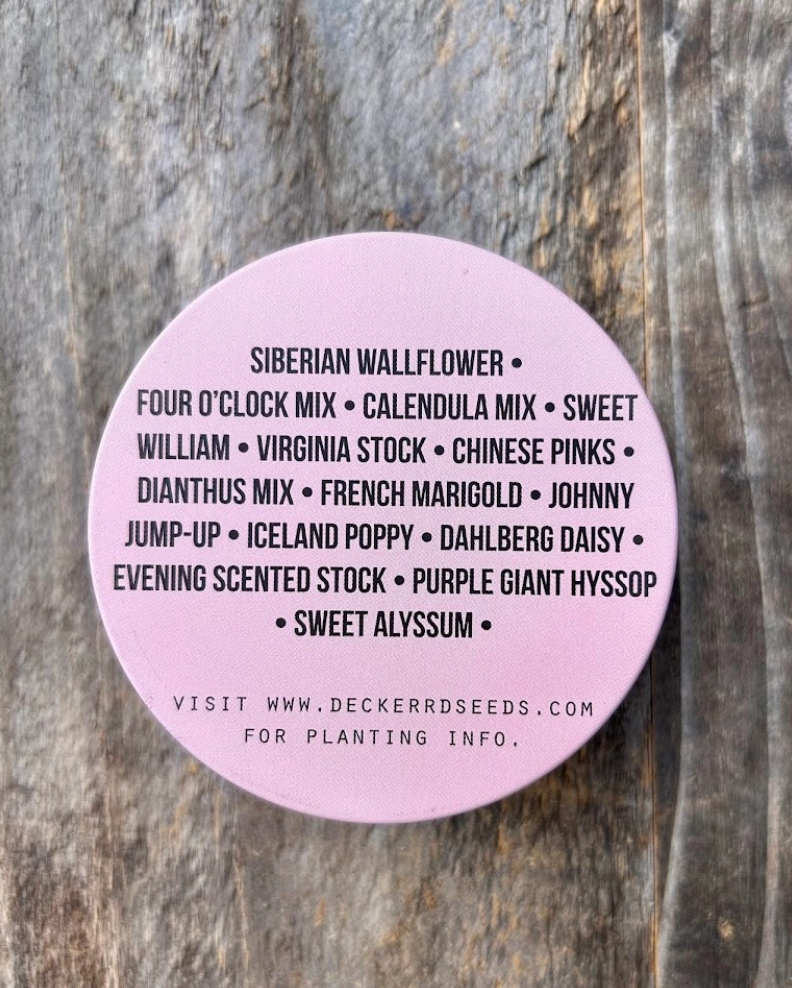 SIBERIAN WALLFLOWER •
FOUR O'CLOCK MIX • CALENDULA MIX • SWEET
WILLIAM • VIRGINIA STOCK • CHINESE PINKS •
DIANTHUS MIX • FRENCH MARIGOLD • JOHNNY
JUMP-UP • ICELAND POPPY • DAHLBERG DAISY •
EVENING SCENTED STOCK • PURPLE GIANT HYSSOP
• SWEET ALYSSUM •
VISIT WWW.DECKERRDSEEDS.COM
FOR PLANTING INFO.